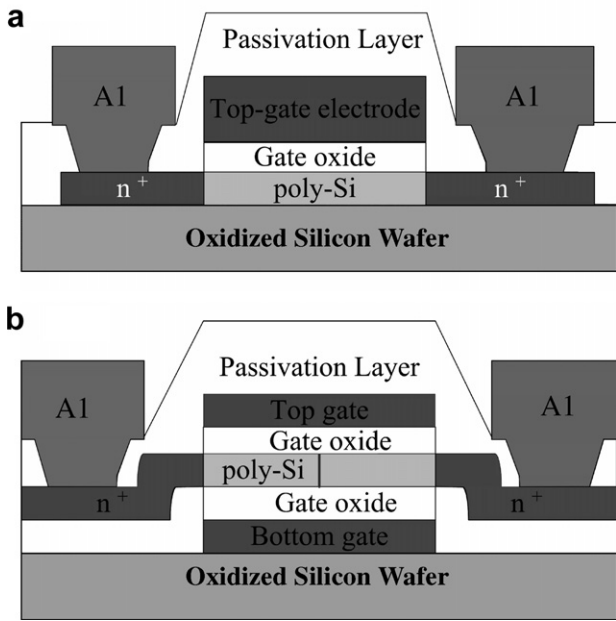 a
Passivation Layer
A1
Top-gate electrode
A1
Gate oxide
n+
poly-Si
n+
Oxidized Silicon Wafer
b
Passivation Layer
A1
Top gate
A1
Gate oxide
poly-Si
n+
Gate oxide
n+
Bottom gate
Oxidized Silicon Wafer